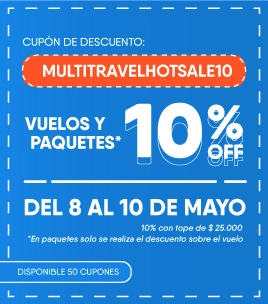 CUPÓN DE DESCUENTO:
MULTITRAVELHOTSALE10
VUELOS Y
PAQUETES*
10%
OFF
DEL 8 AL 10 DE MAYO
10% con tope de $ 25.000
*En paquetes solo se realiza el descuento sobre el vuelo
DISPONIBLE 50 CUPONES